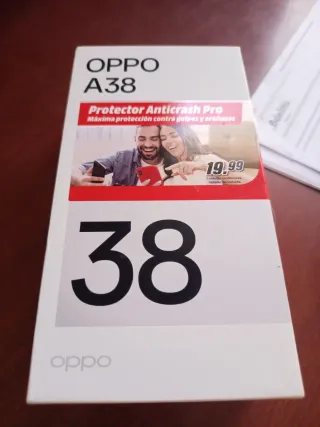 OPPO
A38
Protector Anticrash Pro
Máxima protección contra golpes y arañazos
19.99
38
oppo